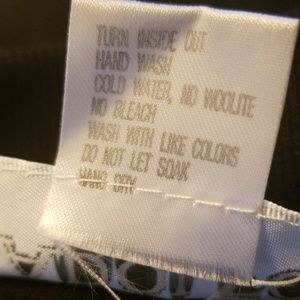 TURN INSIDE OUT
HAND WASH
COLD WATER, NO WOOLITE
NO BLEACH
WASH WITH LIKE COLORS
DO NOT LET SOAK
HANG DRY